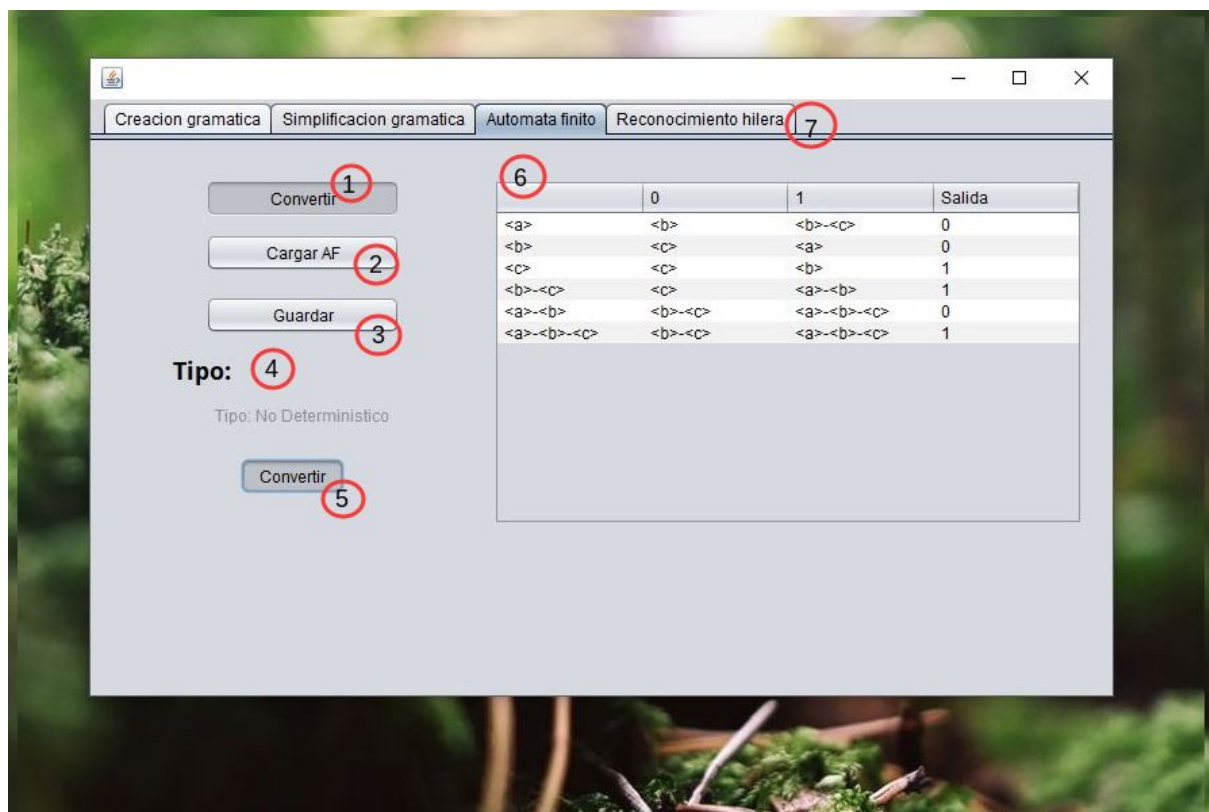 Creacion gramatica Simplificacion gramatica Automata finito Reconocimiento hilera 7
Convertir 1
Cargar AF 2
Guardar 3
Tipo: 4
Tipo: No Deterministico
Convertir 5
6
0 1 Salida
<a> <b> <b>-<c> 0
<b> <c> <a> 0
<c> <c> <b> 1
<b>-<c> <c> <a>-<b> 1
<a>-<b> <b>-<c> <a>-<b>-<c> 0
<a>-<b>-<c> <b>-<c> <a>-<b>-<c> 1